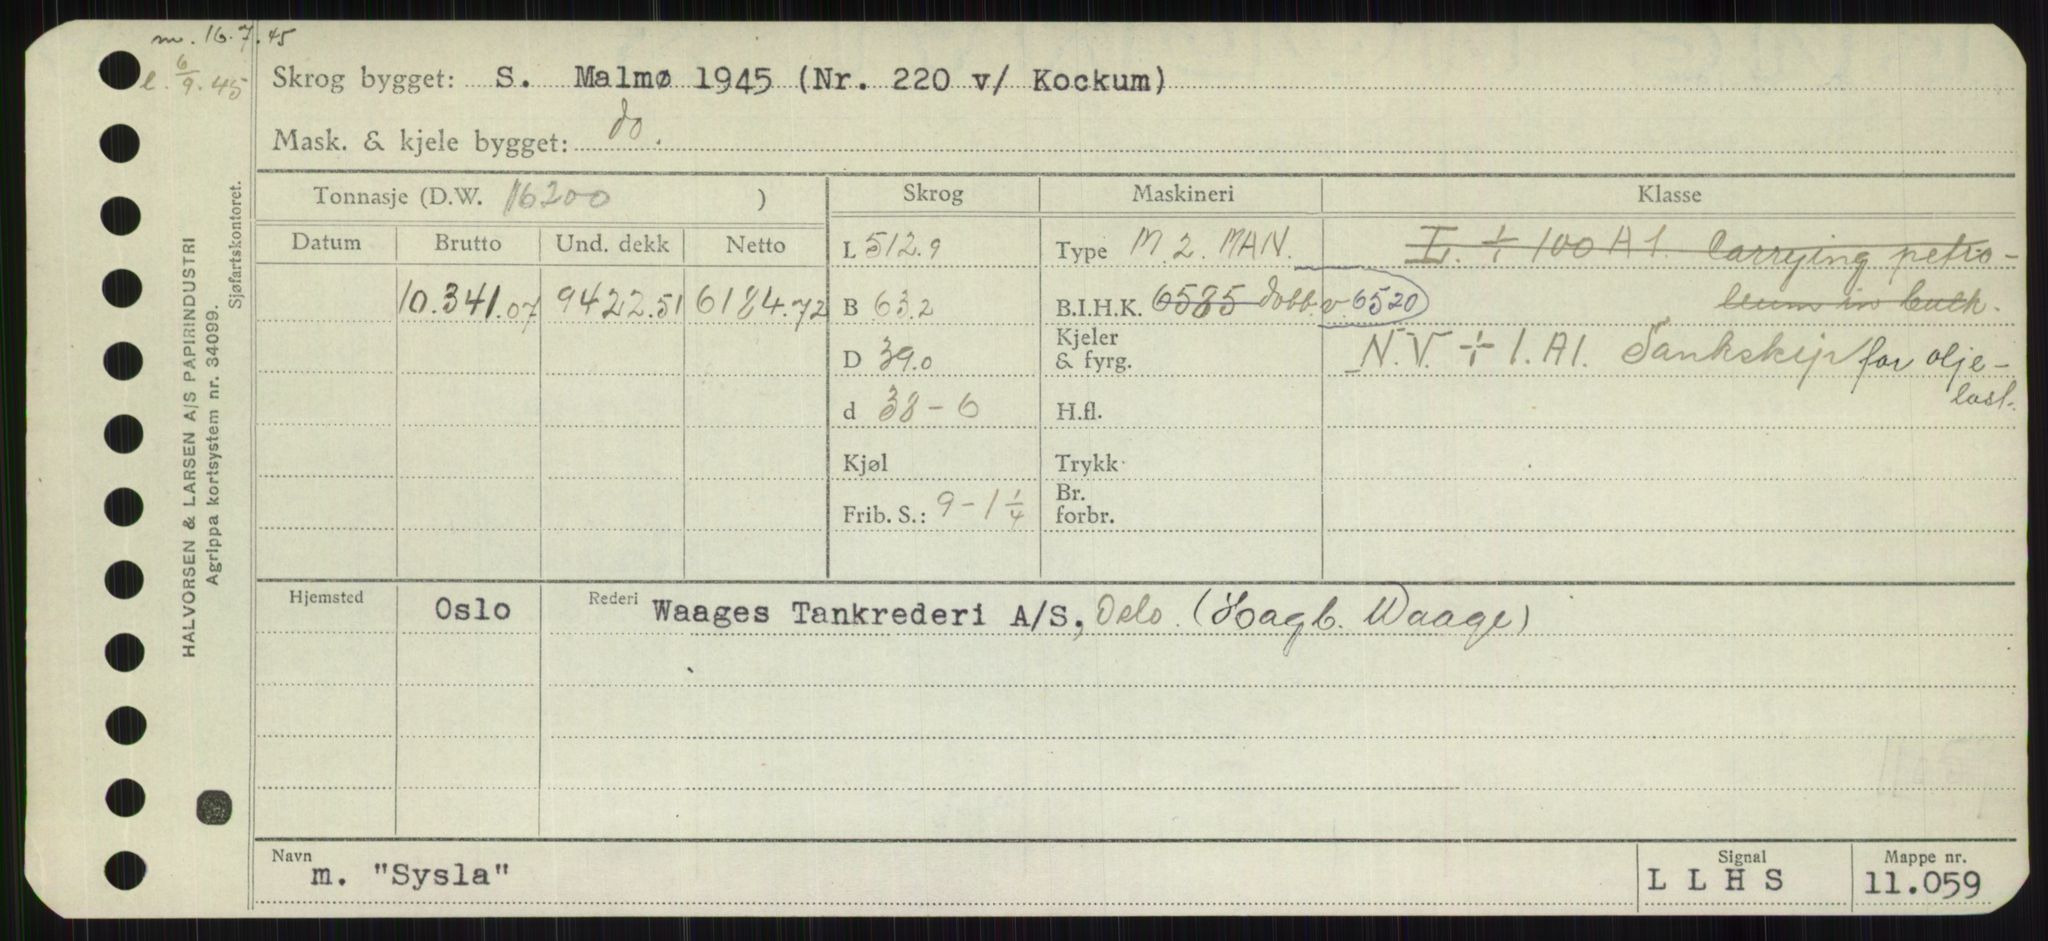 m. 16.7.45
l. 6/9.45
Skrog bygget: S. Malmø 1945 (Nr. 220 v/ Kockum)
Mask. & kjele bygget: do.
Tonnasje (D.W. 16200 )
Skrog
Maskineri
Klasse
Datum
Brutto
Und. dekk
Netto
10.341.07
9422.51
6184.72
L 512.9
B 63.2
D 39.0
d 38-6
Kjøl
Frib. S.: 9-1 1/4
Type M. 2. MAN.
B.I.H.K. 6585 dobb.v. 6520
Kjeler
& fyrg.
H.fl.
Trykk
Br.
forbr.
L. ÷ 100 A 1. Carrying petro-
leum in bulk.
N.V. ÷ 1. A1. Tankskip for olje-
last.
Hjemsted
Oslo
Rederi
Waages Tankrederi A/S, Oslo. (Hagb. Waage)
Navn
m. "Sysla"
Signal
L L H S
Mappe nr.
11.059
HALVORSEN & LARSEN A/S PAPIRINDUSTRI
Agrippa kortsystem nr. 34099.
Sjøfartskontoret.